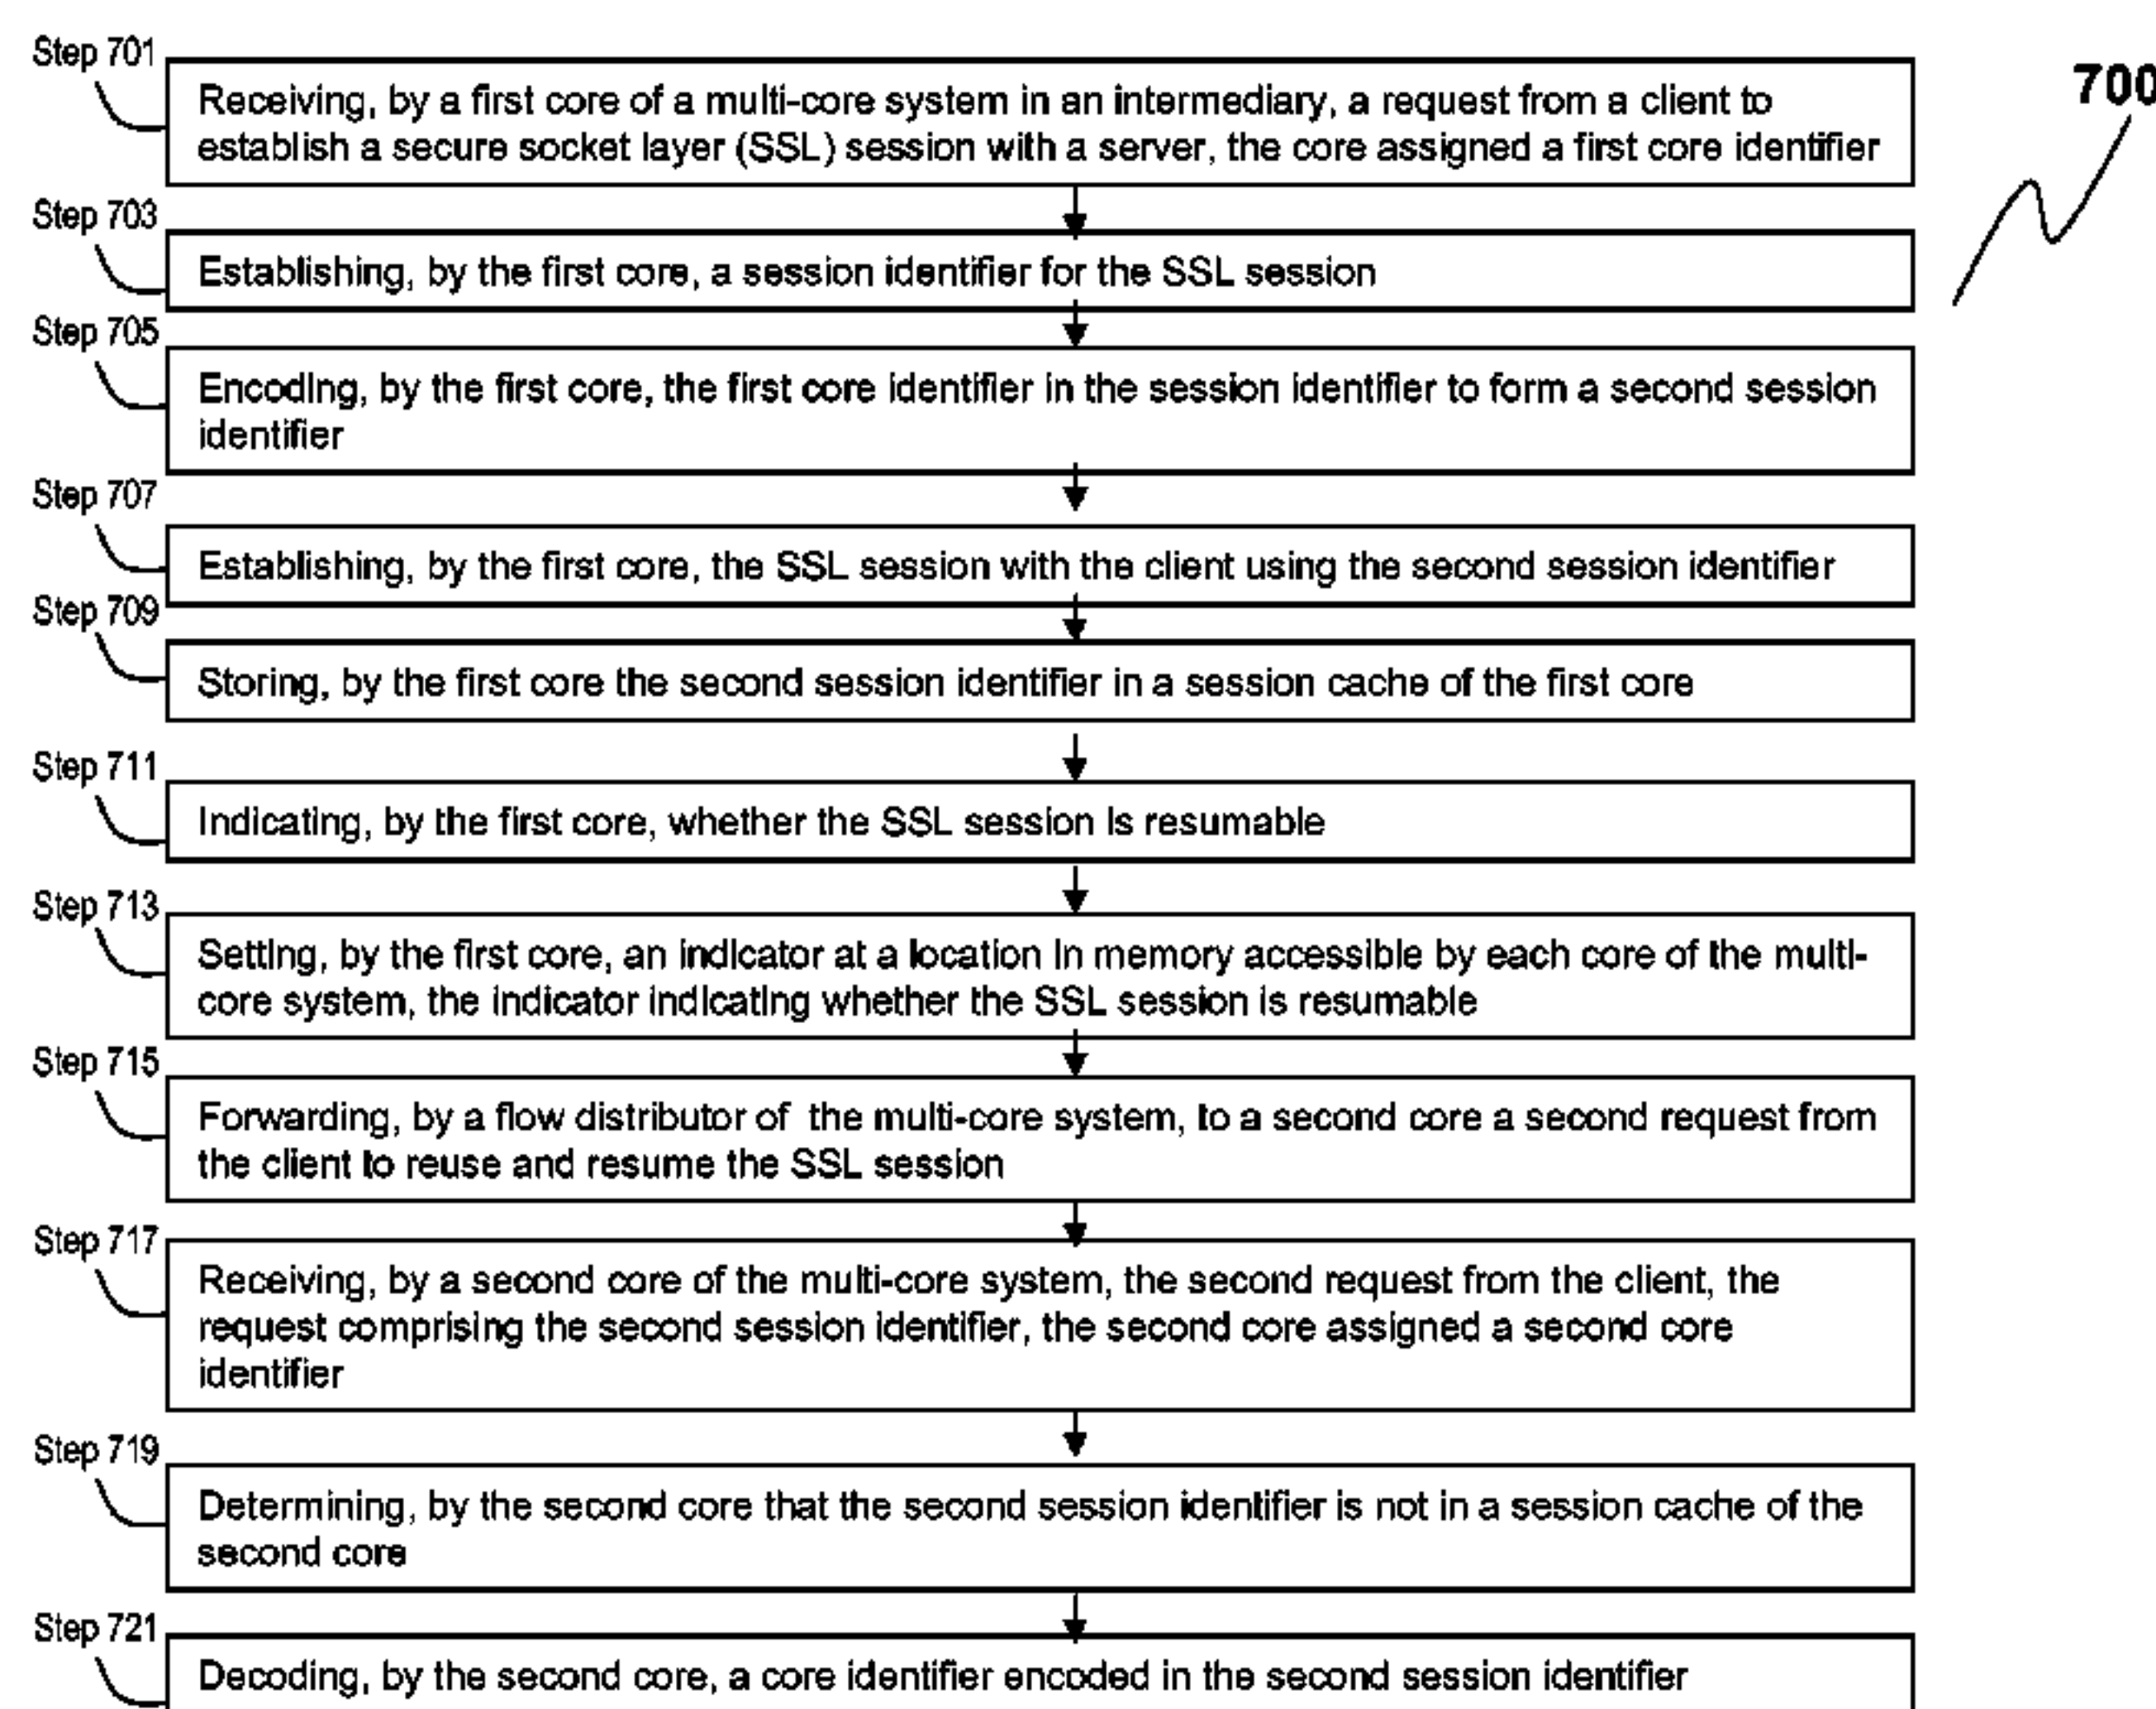 Step 701
700
Receiving, by a first core of a multi-core system in an intermediary, a request from a client to
establish a secure socket layer (SSL) session with a server, the core assigned a first core identifier
Step 703
Establishing, by the first core, a session identifier for the SSL session
Step 705
Encoding, by the first core, the first core identifier in the session identifier to form a second session
identifier
Step 707
Establishing, by the first core, the SSL session with the client using the second session identifier
Step 709
Storing, by the first core the second session identifier in a session cache of the first core
Step 711
Indicating, by the first core, whether the SSL session is resumable
Step 713
Setting, by the first core, an indicator at a location in memory accessible by each core of the multi-
core system, the indicator indicating whether the SSL session is resumable
Step 715
Forwarding, by a flow distributor of the multi-core system, to a second core a second request from
the client to reuse and resume the SSL session
Step 717
Receiving, by a second core of the multi-core system, the second request from the client, the
request comprising the second session identifier, the second core assigned a second core
identifier
Step 719
Determining, by the second core that the second session identifier is not in a session cache of the
second core
Step 721
Decoding, by the second core, a core identifier encoded in the second session identifier